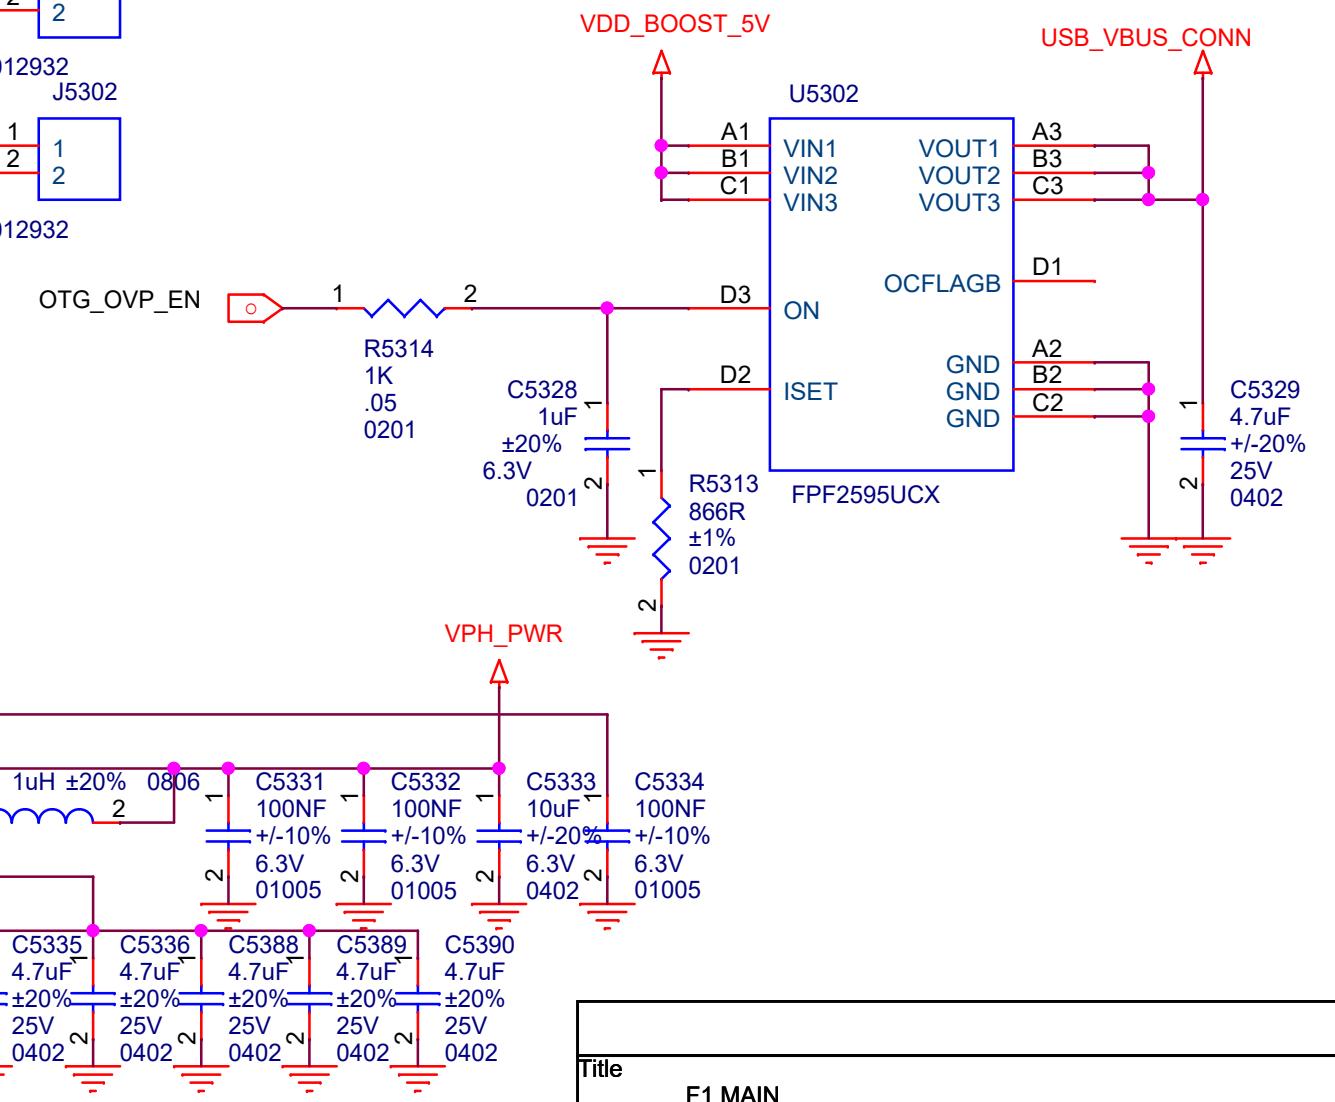 2
2
012932
J5302
1
1
2
2
012932
VDD_BOOST_5V
USB_VBUS_CONN
U5302
A1
VIN1
VOUT1
A3
B1
VIN2
VOUT2
B3
C1
VIN3
VOUT3
C3
OCFLAGB
D1
OTG_OVP_EN
1
2
D3
ON
R5314
1K
.05
0201
GND
A2
D2
ISET
GND
B2
GND
C2
C5328
1uF
±20%
6.3V
0201
1
2
1
R5313
866R
±1%
0201
2
FPF2595UCX
1
2
C5329
4.7uF
+/-20%
25V
0402
VPH_PWR
1uH ±20% 0806
2
1
2
C5331
100NF
+/-10%
6.3V
01005
1
2
C5332
100NF
+/-10%
6.3V
01005
1
2
C5333
10uF
+/-20%
6.3V
0402
1
2
C5334
100NF
+/-10%
6.3V
01005
C5335
4.7uF
±20%
25V
0402
1
2
C5336
4.7uF
±20%
25V
0402
1
2
C5388
4.7uF
±20%
25V
0402
1
2
C5389
4.7uF
±20%
25V
0402
1
2
C5390
4.7uF
±20%
25V
0402
Title
F1 MAIN